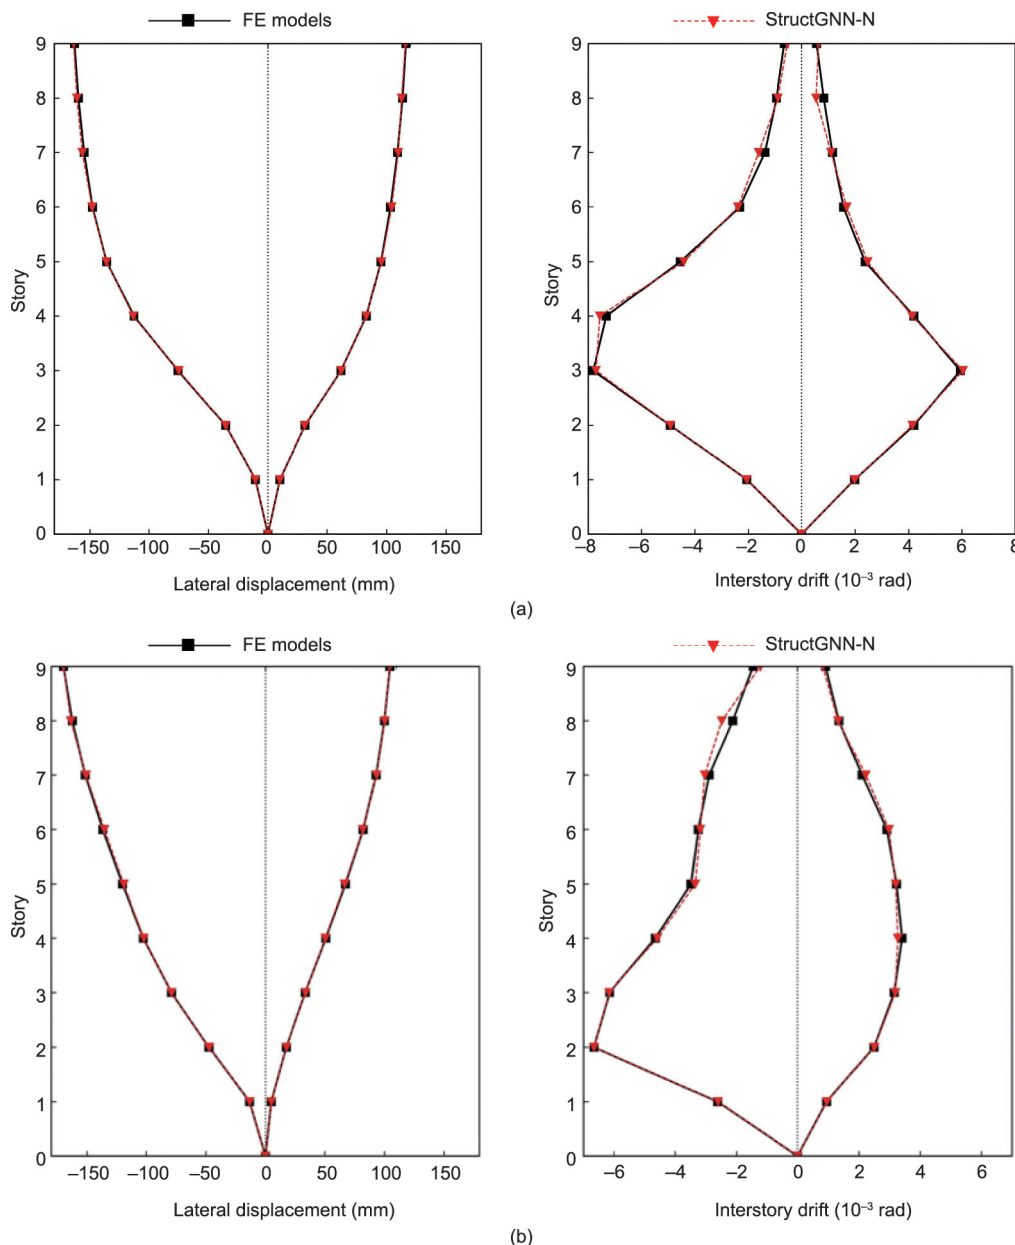 FE models
StructGNN-N
9
8
7
6
5
4
3
2
1
0
Story
–150 –100 –50 0 50 100 150
Lateral displacement (mm)
9
8
7
6
5
4
3
2
1
0
Story
–8 –6 –4 –2 0 2 4 6 8
Interstory drift (10⁻³ rad)
(a)
FE models
StructGNN-N
9
8
7
6
5
4
3
2
1
0
Story
–150 –100 –50 0 50 100 150
Lateral displacement (mm)
9
8
7
6
5
4
3
2
1
0
Story
–6 –4 –2 0 2 4 6
Interstory drift (10⁻³ rad)
(b)